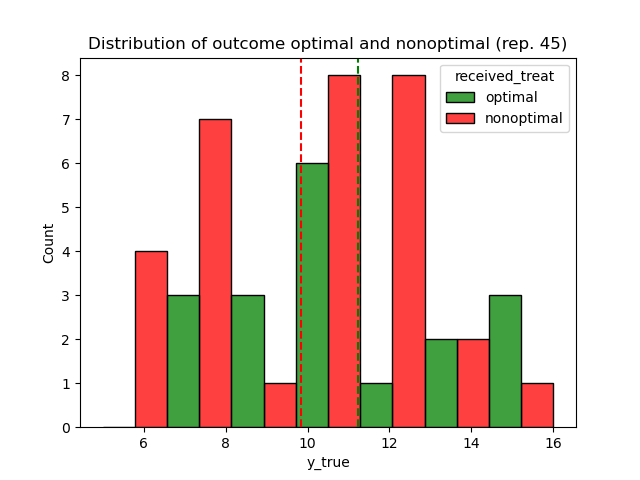 Distribution of outcome optimal and nonoptimal (rep. 45)
received_treat
optimal
nonoptimal
Count
8
7
6
5
4
3
2
1
0
6 8 10 12 14 16
y_true